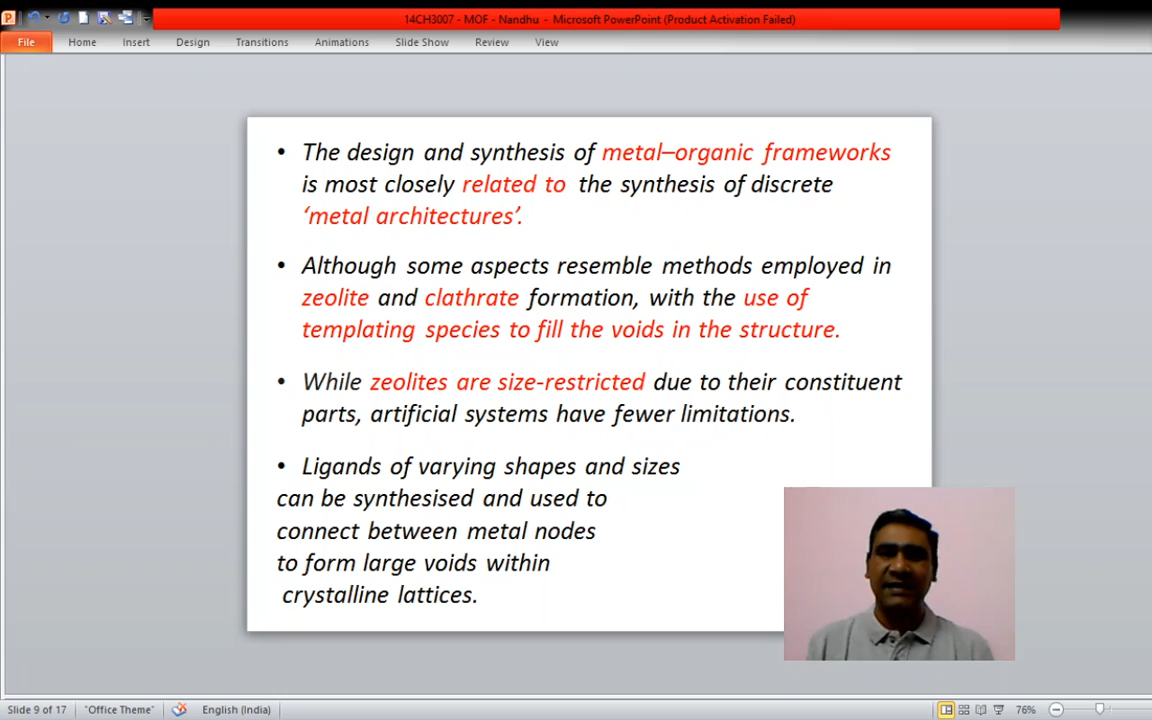 14CH3007 - MOF - Nandhu - Microsoft PowerPoint (Product Activation Failed)
File Home Insert Design Transitions Animations Slide Show Review View
• The design and synthesis of metal–organic frameworks
is most closely related to the synthesis of discrete
‘metal architectures’.
• Although some aspects resemble methods employed in
zeolite and clathrate formation, with the use of
templating species to fill the voids in the structure.
• While zeolites are size-restricted due to their constituent
parts, artificial systems have fewer limitations.
• Ligands of varying shapes and sizes
can be synthesised and used to
connect between metal nodes
to form large voids within
crystalline lattices.
Slide 9 of 17 "Office Theme" English (India) 76%